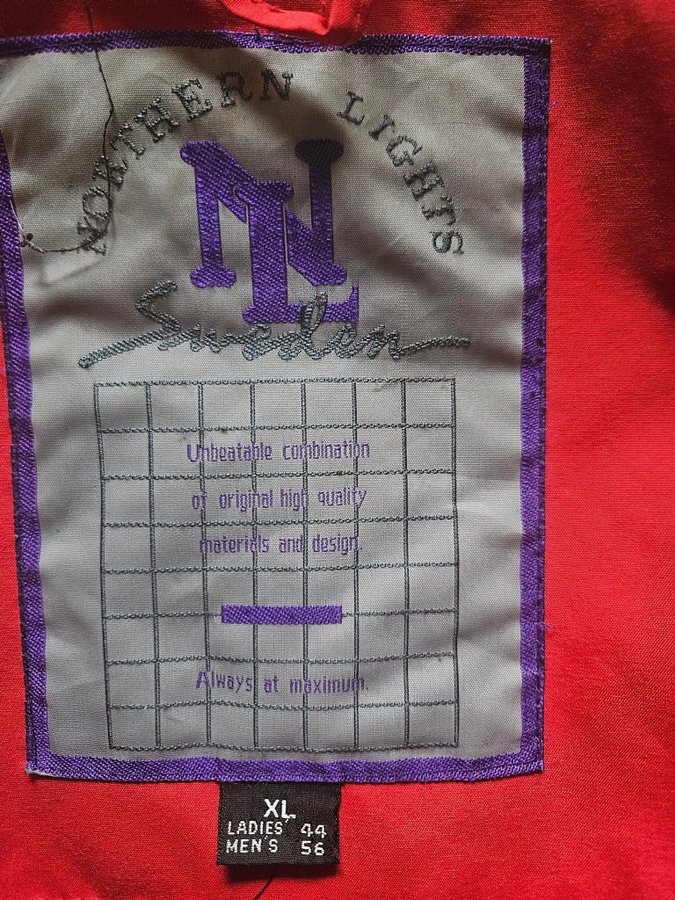 NORTHERN LIGHTS
NL
Sweden
Unbeatable combination
of original high quality
materials and design.
Always at maximum.
XL
LADIES' 44
MEN'S 56